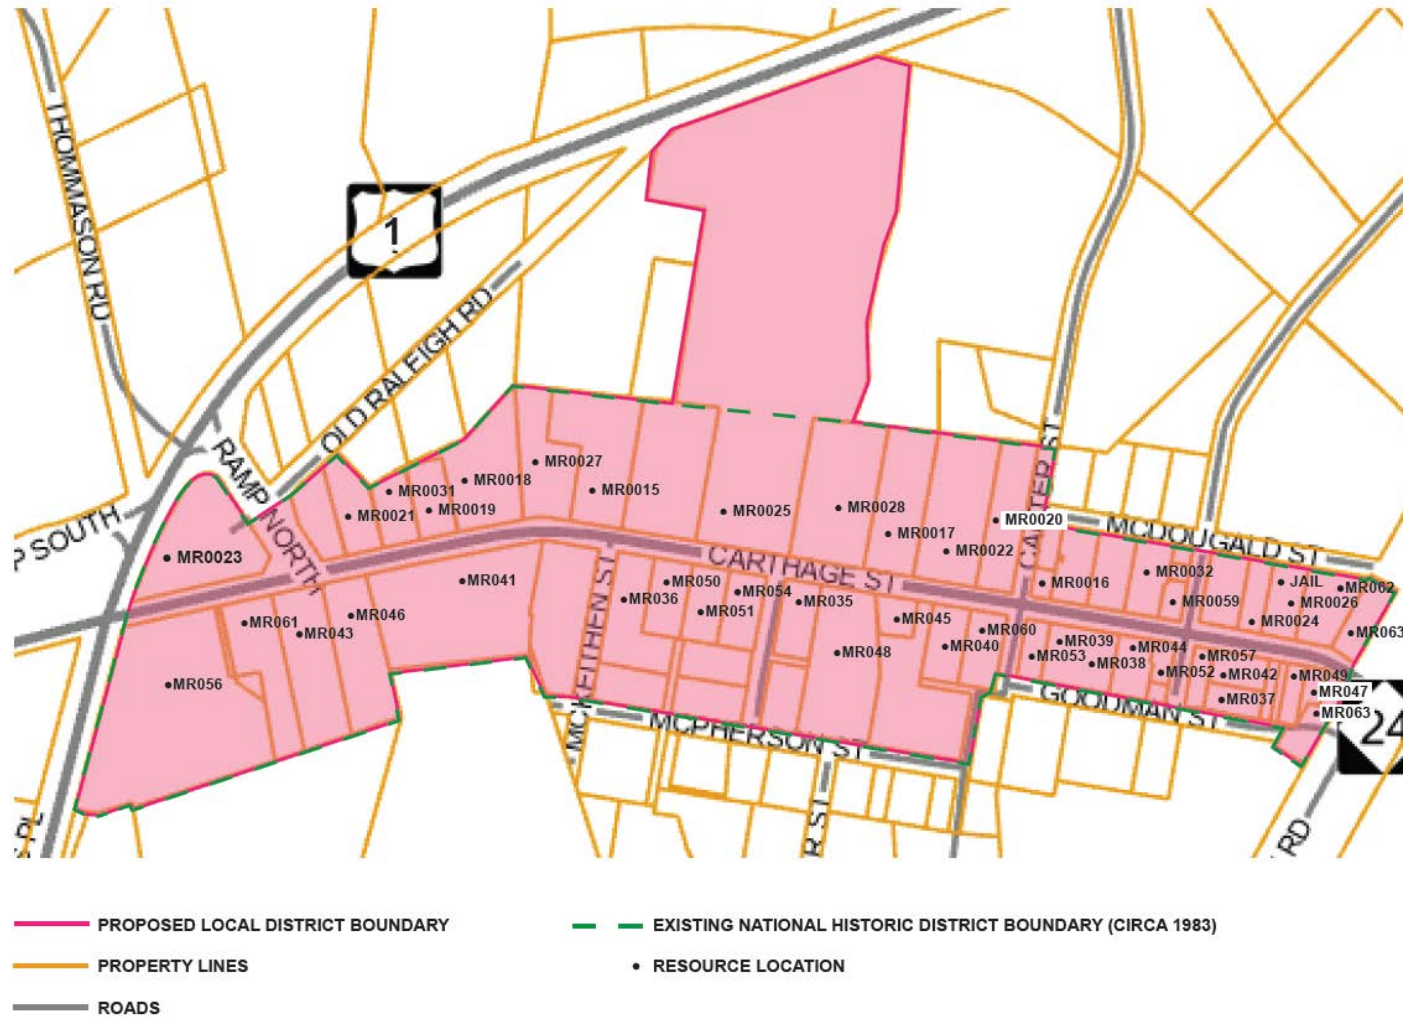 THOMMASON RD
1
OLD RALEIGH RD
RAMP
NORTH
P SOUTH
CARTER ST
MCDOUGALD ST
CARTHAGE ST
MCKEITHEN ST
MCPHERSON ST
GOODMAN ST
R ST
RD
24
S PL
MR0027
MR0018
MR0031
MR0015
MR0019
MR0021
MR0025
MR0028
MR0020
MR0017
MR0022
MR0023
MR0016
MR0032
JAIL
MR062
MR0059
MR0026
MR0024
MR063
MR041
MR050
MR054
MR036
MR051
MR035
MR046
MR061
MR043
MR045
MR060
MR040
MR048
MR039
MR053
MR038
MR044
MR052
MR057
MR042
MR049
MR037
MR047
MR063
MR056
PROPOSED LOCAL DISTRICT BOUNDARY
EXISTING NATIONAL HISTORIC DISTRICT BOUNDARY (CIRCA 1983)
PROPERTY LINES
RESOURCE LOCATION
ROADS